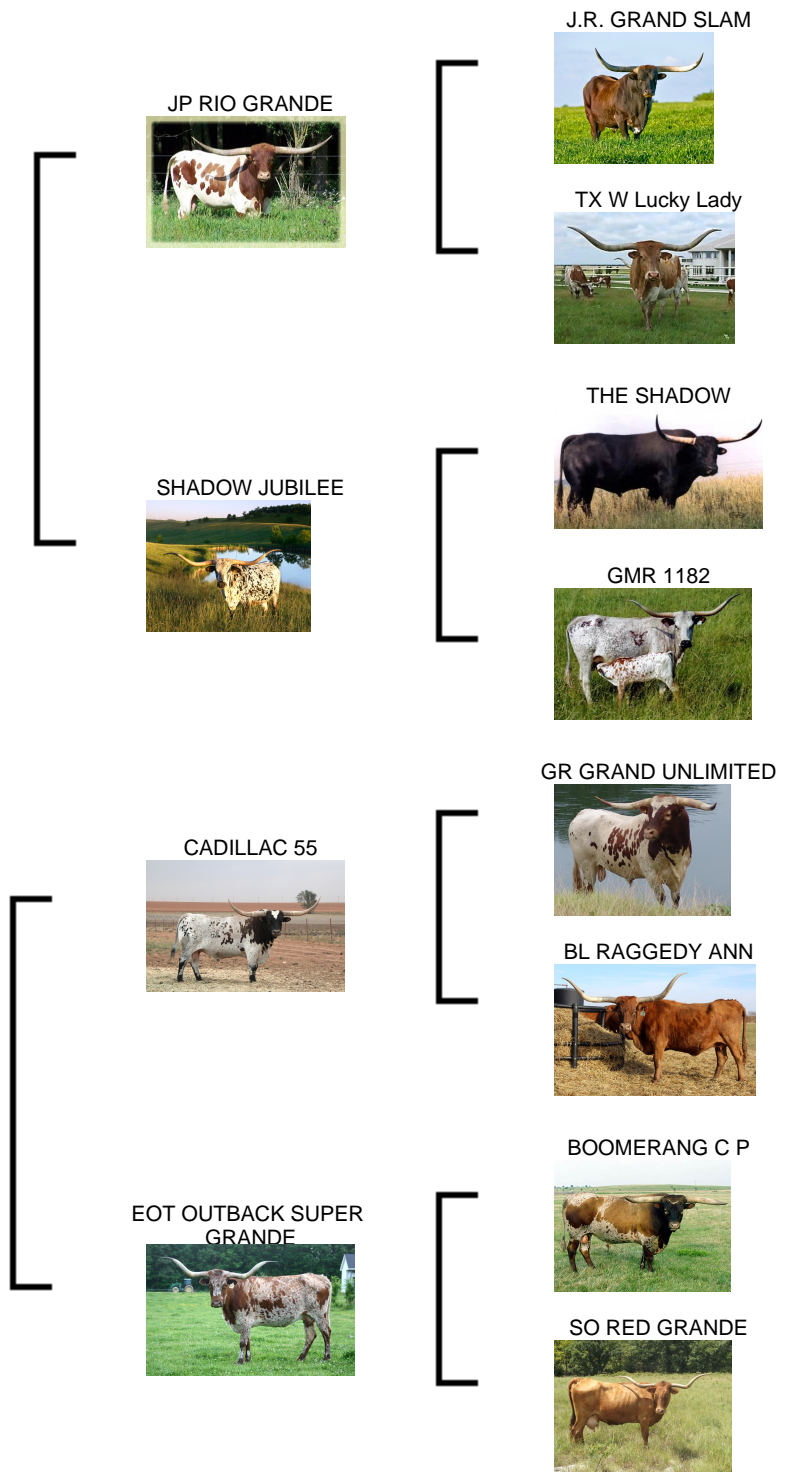 J.R. GRAND SLAM
JP RIO GRANDE
TX W Lucky Lady
THE SHADOW
SHADOW JUBILEE
GMR 1182
GR GRAND UNLIMITED
CADILLAC 55
BL RAGGEDY ANN
BOOMERANG C P
EOT OUTBACK SUPER
GRANDE
SO RED GRANDE